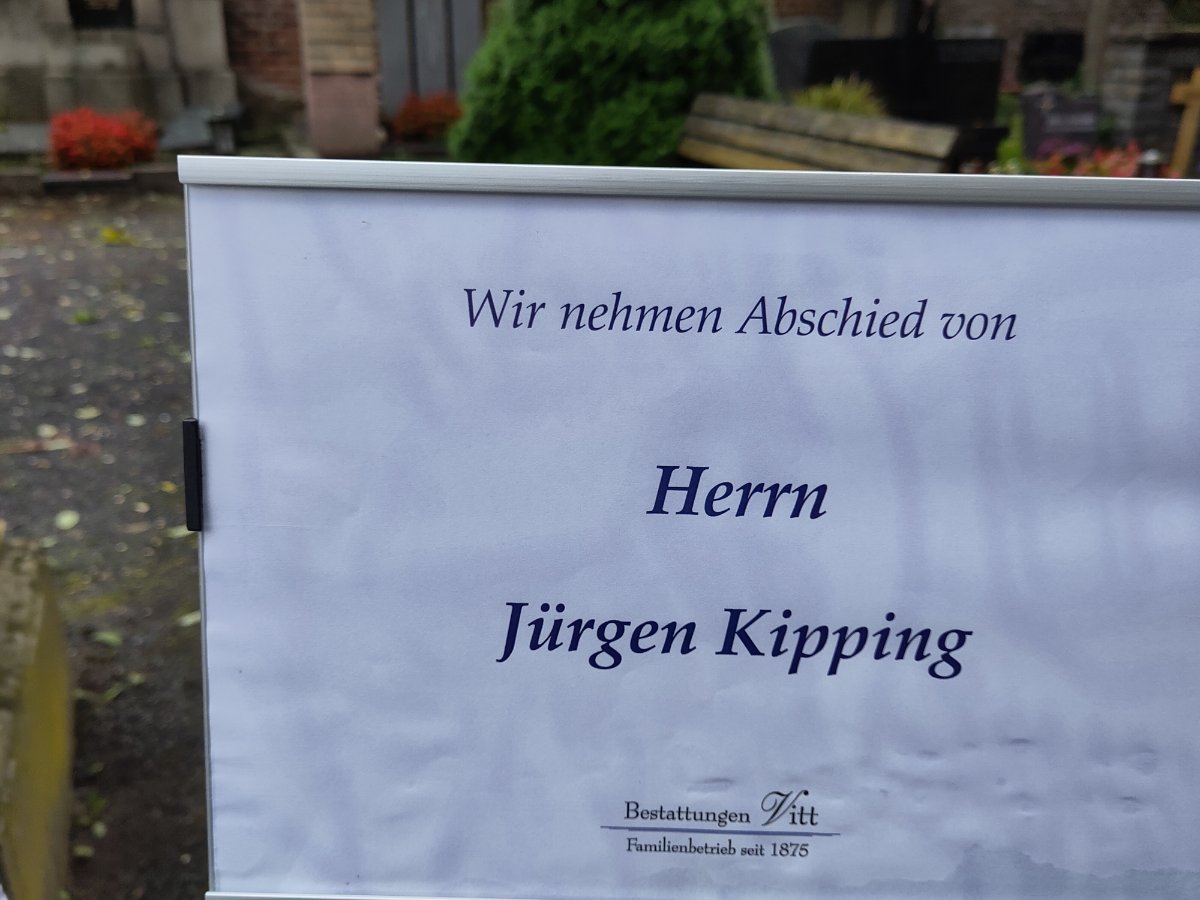 Wir nehmen Abschied von
Herrn
Jürgen Kipping
Bestattungen Vitt
Familienbetrieb seit 1875